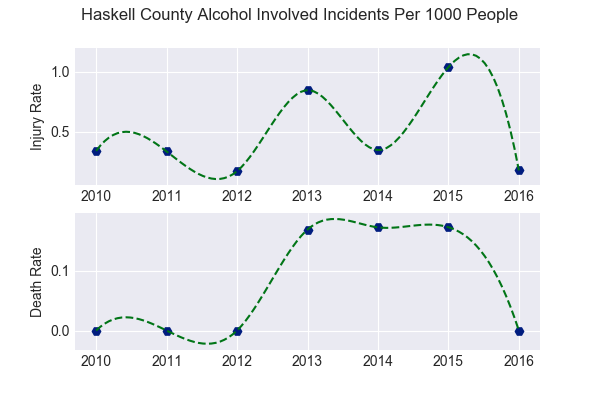 Haskell County Alcohol Involved Incidents Per 1000 People
Injury Rate
1.0
0.5
2010 2011 2012 2013 2014 2015 2016
Death Rate
0.1
0.0
2010 2011 2012 2013 2014 2015 2016